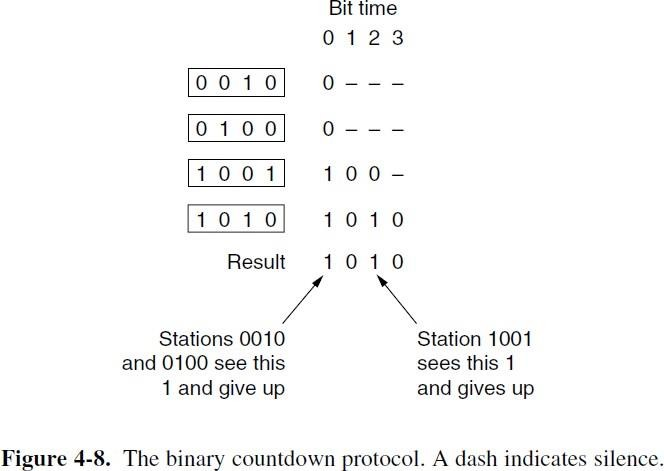 Bit time
0 1 2 3
0 0 1 0 0 – – –
0 1 0 0 0 – – –
1 0 0 1 1 0 0 –
1 0 1 0 1 0 1 0
Result 1 0 1 0
Stations 0010
and 0100 see this
1 and give up
Station 1001
sees this 1
and gives up
Figure 4-8. The binary countdown protocol. A dash indicates silence.